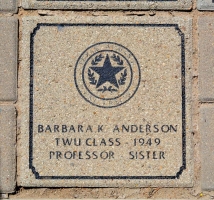 BARBARA K. ANDERSON
TWU CLASS - 1949
PROFESSOR SISTER